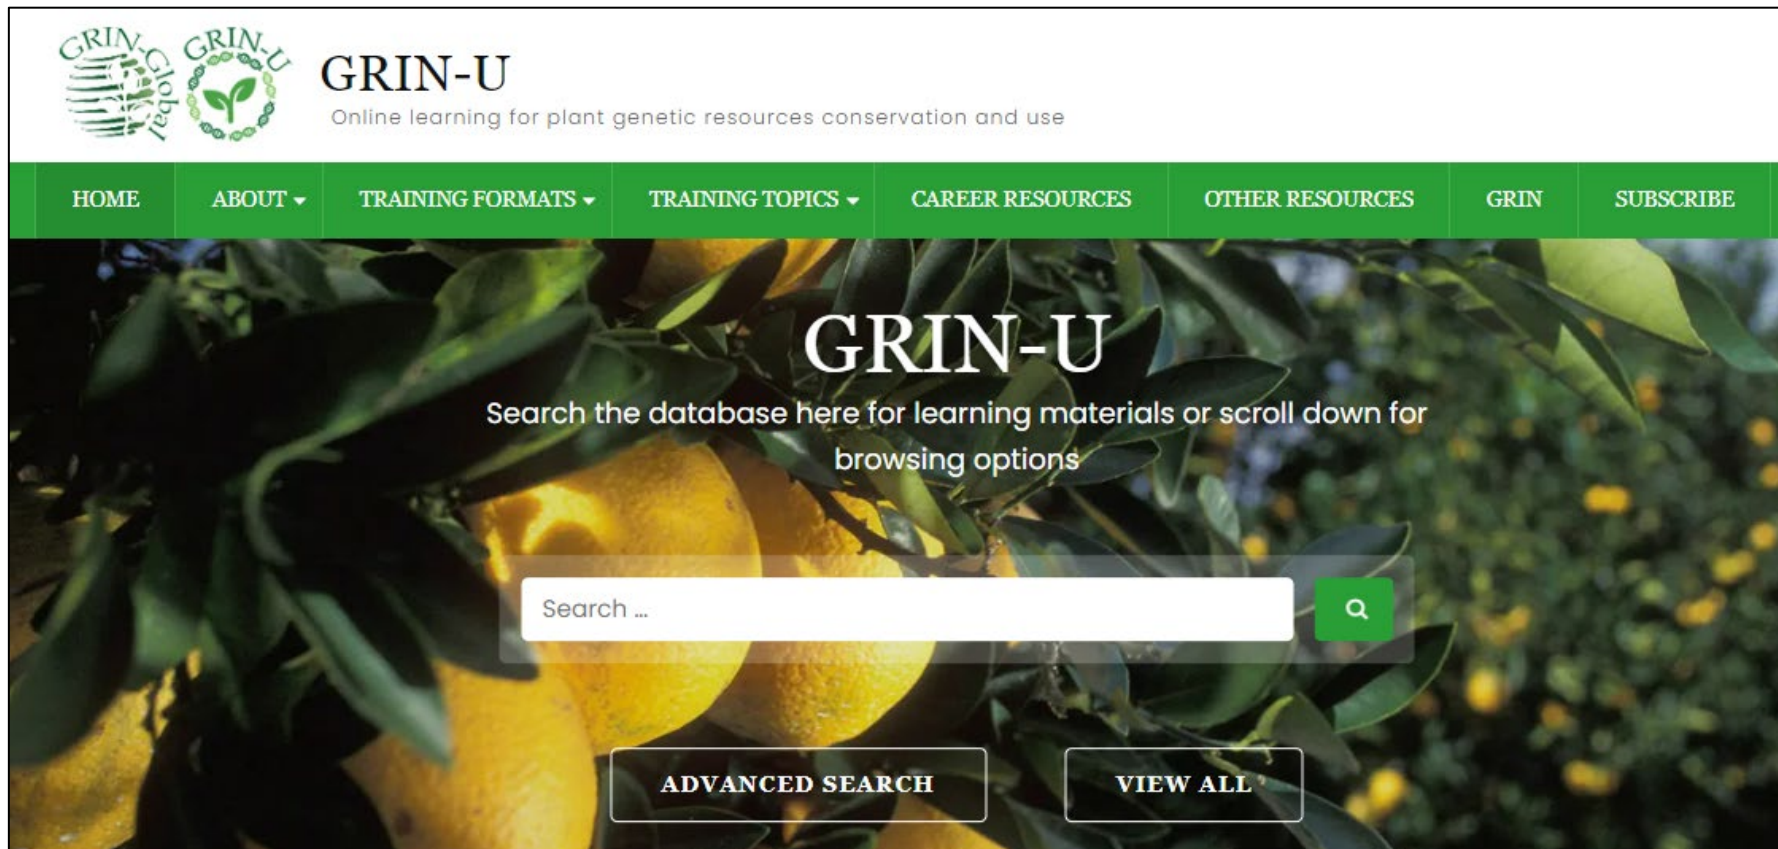 GRIN-Global
GRIN-U
GRIN-U
Online learning for plant genetic resources conservation and use
HOME
ABOUT
TRAINING FORMATS
TRAINING TOPICS
CAREER RESOURCES
OTHER RESOURCES
GRIN
SUBSCRIBE
GRIN-U
Search the database here for learning materials or scroll down for
browsing options
Search ...
ADVANCED SEARCH
VIEW ALL